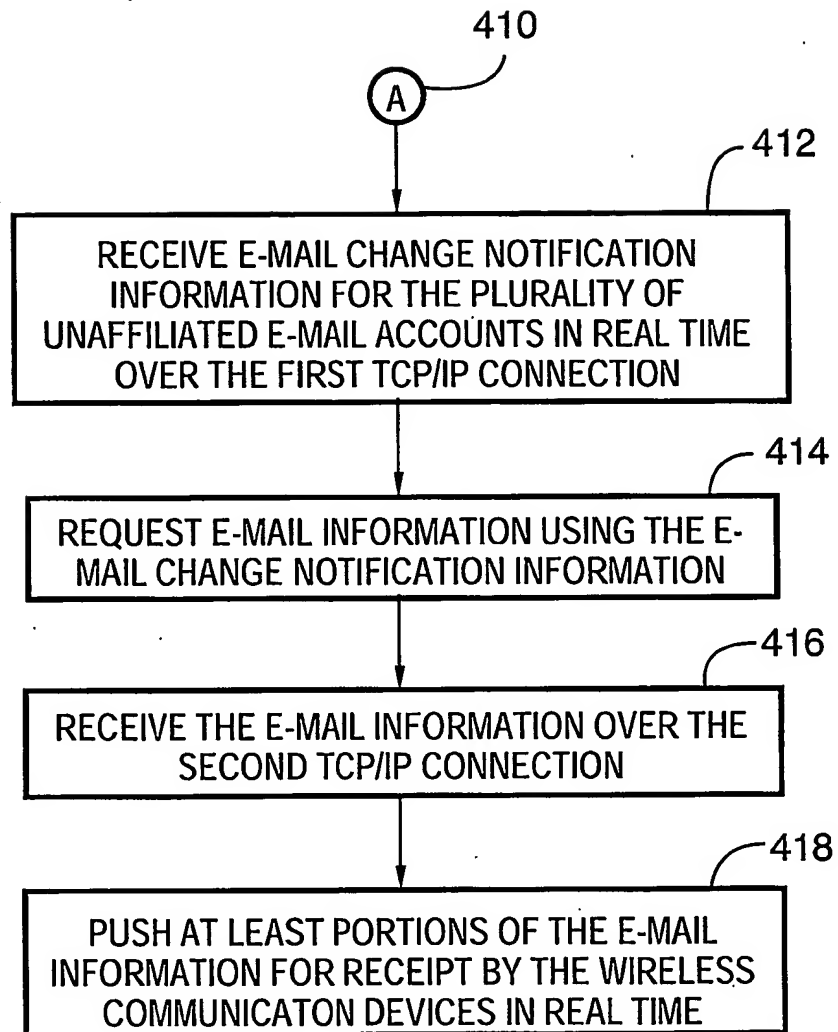 410
A
412
RECEIVE E-MAIL CHANGE NOTIFICATION
INFORMATION FOR THE PLURALITY OF
UNAFFILIATED E-MAIL ACCOUNTS IN REAL TIME
OVER THE FIRST TCP/IP CONNECTION
414
REQUEST E-MAIL INFORMATION USING THE E-
MAIL CHANGE NOTIFICATION INFORMATION
416
RECEIVE THE E-MAIL INFORMATION OVER THE
SECOND TCP/IP CONNECTION
418
PUSH AT LEAST PORTIONS OF THE E-MAIL
INFORMATION FOR RECEIPT BY THE WIRELESS
COMMUNICATON DEVICES IN REAL TIME